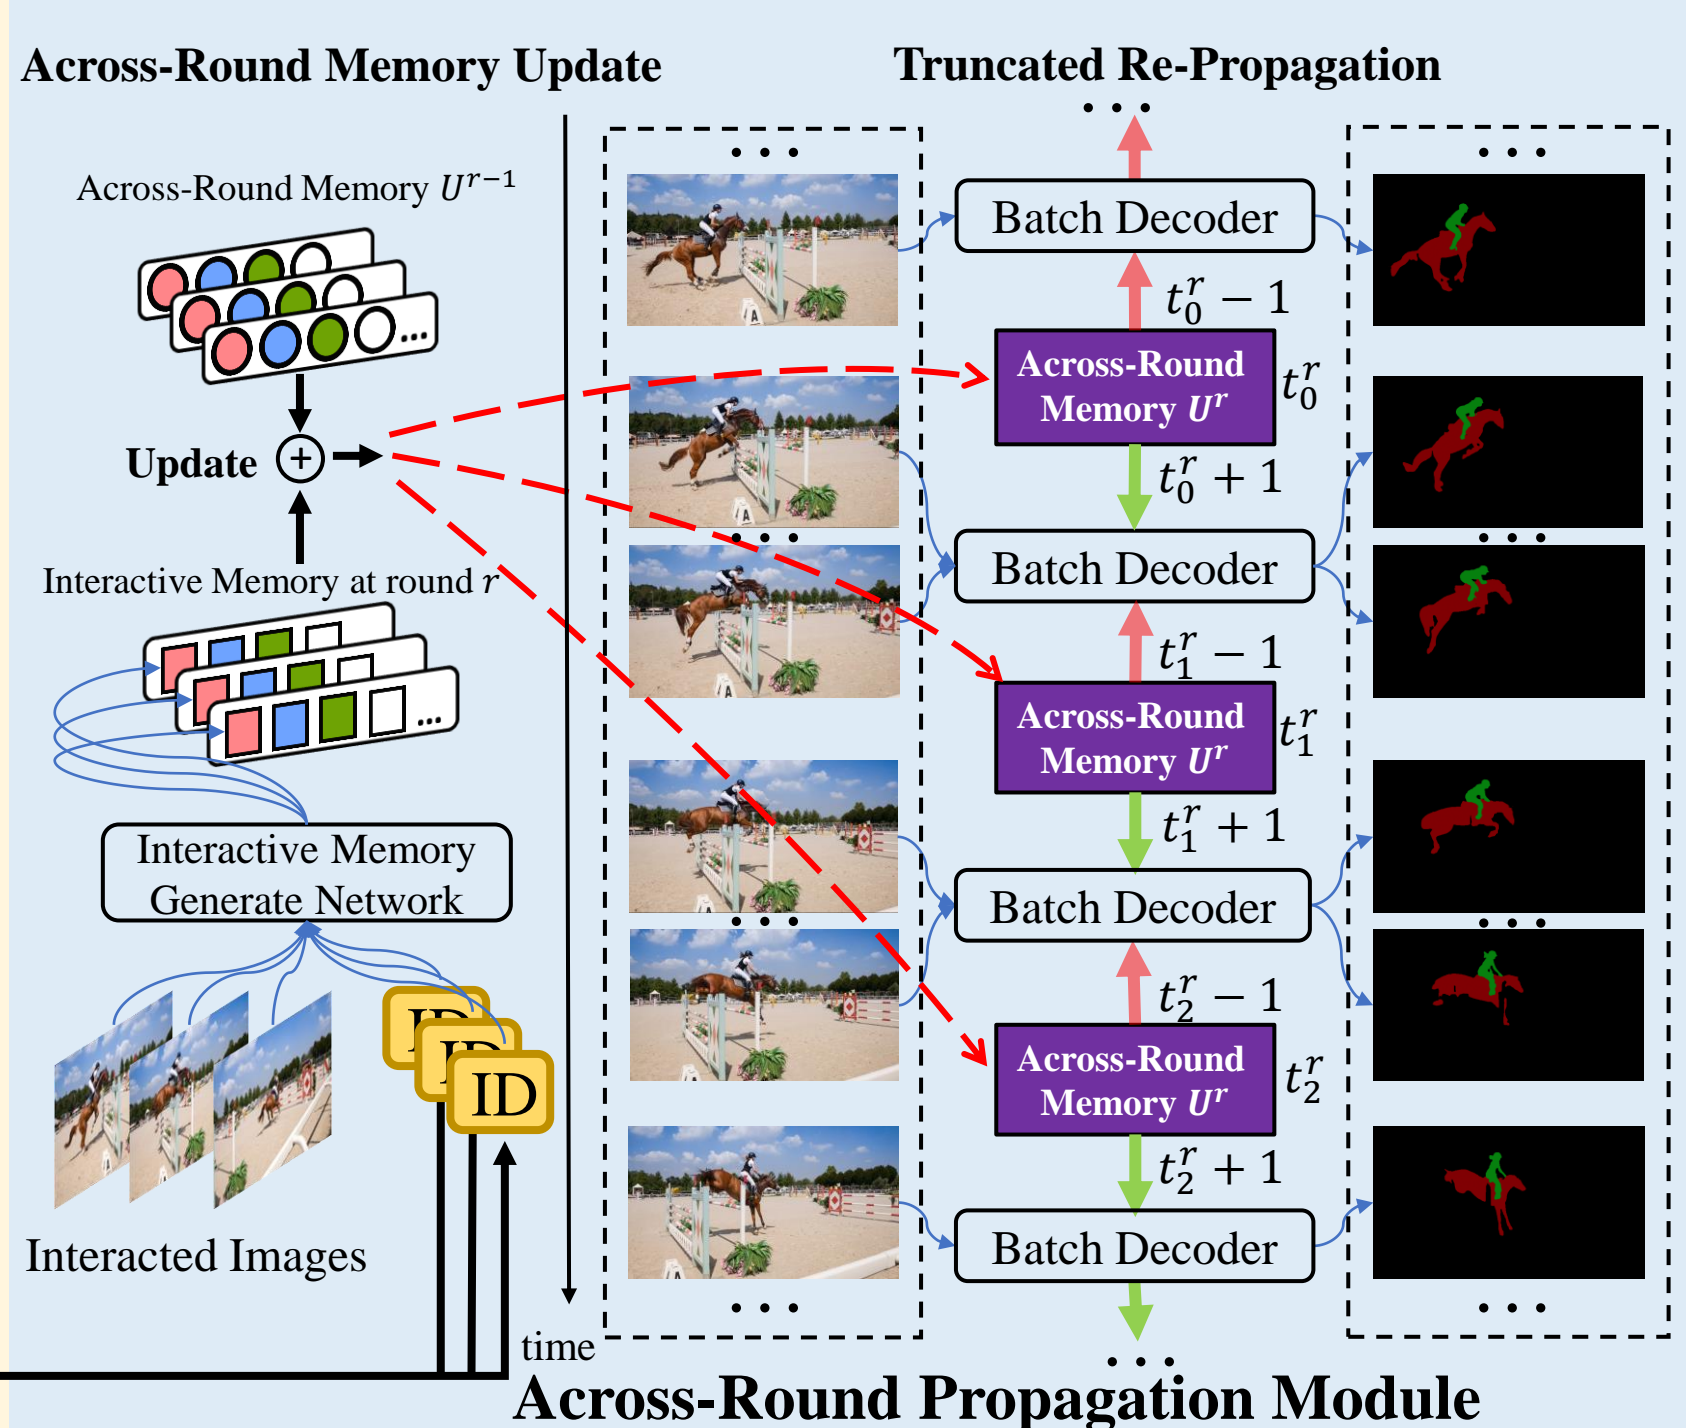 Across-Round Memory Update
Truncated Re-Propagation
...
Across-Round Memory U^{r-1}
...
Update +
Interactive Memory at round r
...
Interactive Memory
Generate Network
ID
ID
ID
Interacted Images
time
...
...
Batch Decoder
t_0^r − 1
Across-Round
Memory U^r
t_0^r
t_0^r + 1
...
...
Batch Decoder
t_1^r − 1
Across-Round
Memory U^r
t_1^r
t_1^r + 1
...
...
Batch Decoder
t_2^r − 1
Across-Round
Memory U^r
t_2^r
t_2^r + 1
Batch Decoder
...
...
...
Across-Round Propagation Module